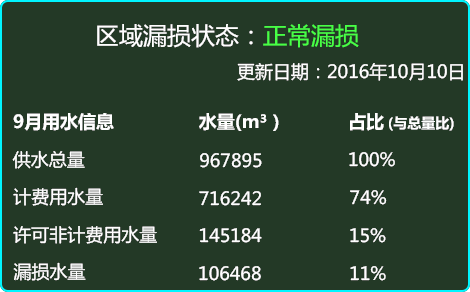 区域漏损状态：正常漏损
更新日期：2016年10月10日
9月用水信息 水量(m³ ) 占比 (与总量比)
供水总量 967895 100%
计费用水量 716242 74%
许可非计费用水量 145184 15%
漏损水量 106468 11%